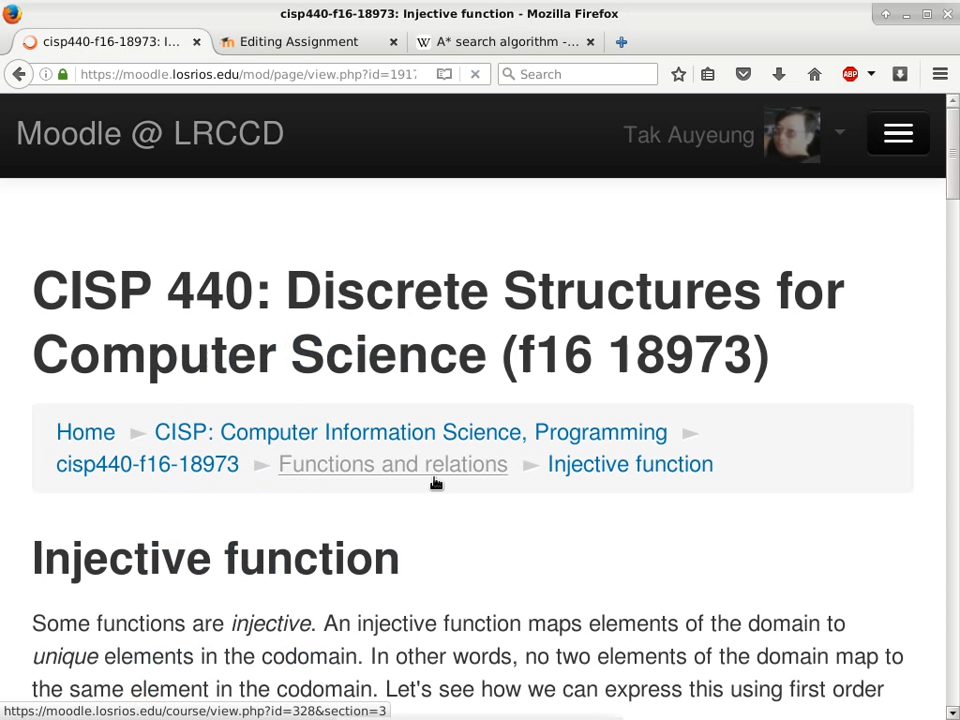 cisp440-f16-18973: Injective function - Mozilla Firefox
cisp440-f16-18973: I...
Editing Assignment
W A* search algorithm -...
https://moodle.losrios.edu/mod/page/view.php?id=191
Search
ABP
Moodle @ LRCCD
Tak Auyeung
CISP 440: Discrete Structures for
Computer Science (f16 18973)
Home ► CISP: Computer Information Science, Programming ►
cisp440-f16-18973 ► Functions and relations ► Injective function
Injective function
Some functions are injective. An injective function maps elements of the domain to
unique elements in the codomain. In other words, no two elements of the domain map to
the same element in the codomain. Let's see how we can express this using first order
https://moodle.losrios.edu/course/view.php?id=328&section=3